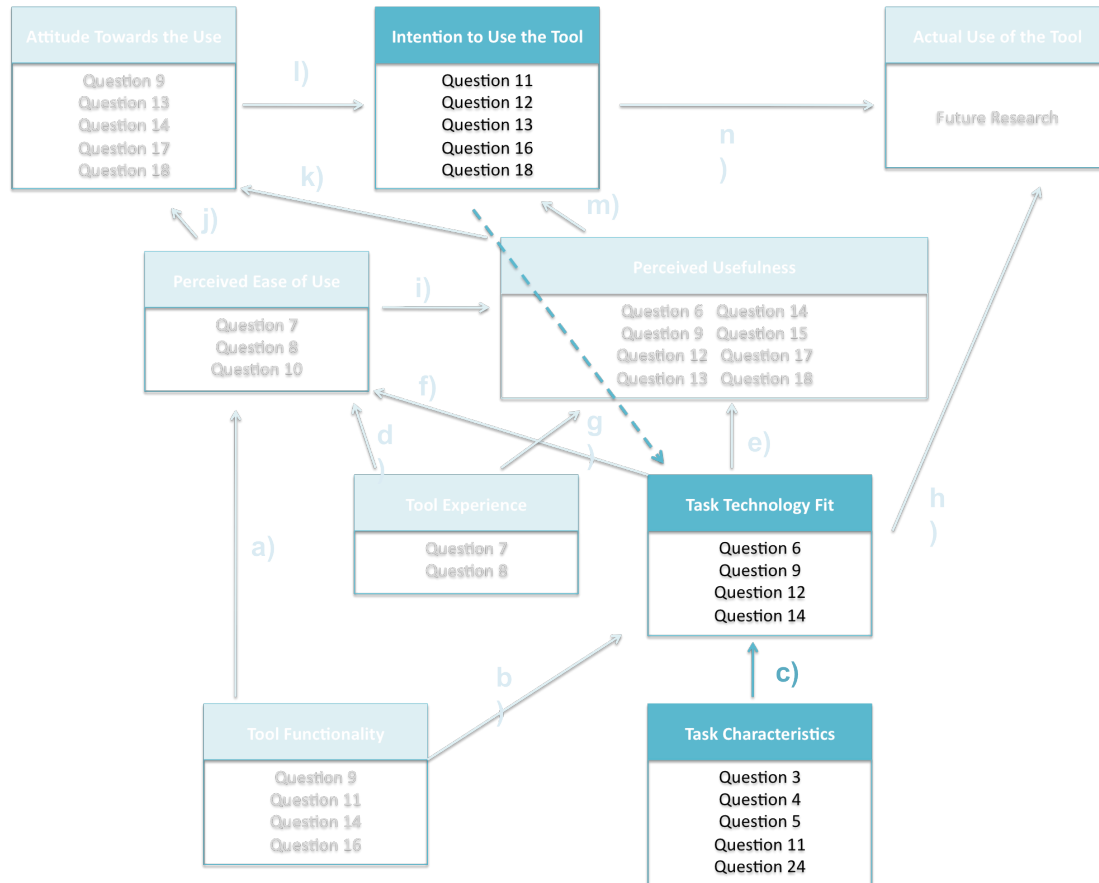 Attitude Towards the Use
Question 9
Question 13
Question 14
Question 17
Question 18
l)
Intention to Use the Tool
Question 11
Question 12
Question 13
Question 16
Question 18
n
)
Actual Use of the Tool
Future Research
k)
j)
m)
Perceived Ease of Use
Question 7
Question 8
Question 10
i)
Perceived Usefulness
Question 6 Question 14
Question 9 Question 15
Question 12 Question 17
Question 13 Question 18
f)
d
)
g
)
e)
h
)
a)
Tool Experience
Question 7
Question 8
Task Technology Fit
Question 6
Question 9
Question 12
Question 14
b
)
c)
Tool Functionality
Question 9
Question 11
Question 14
Question 16
Task Characteristics
Question 3
Question 4
Question 5
Question 11
Question 24